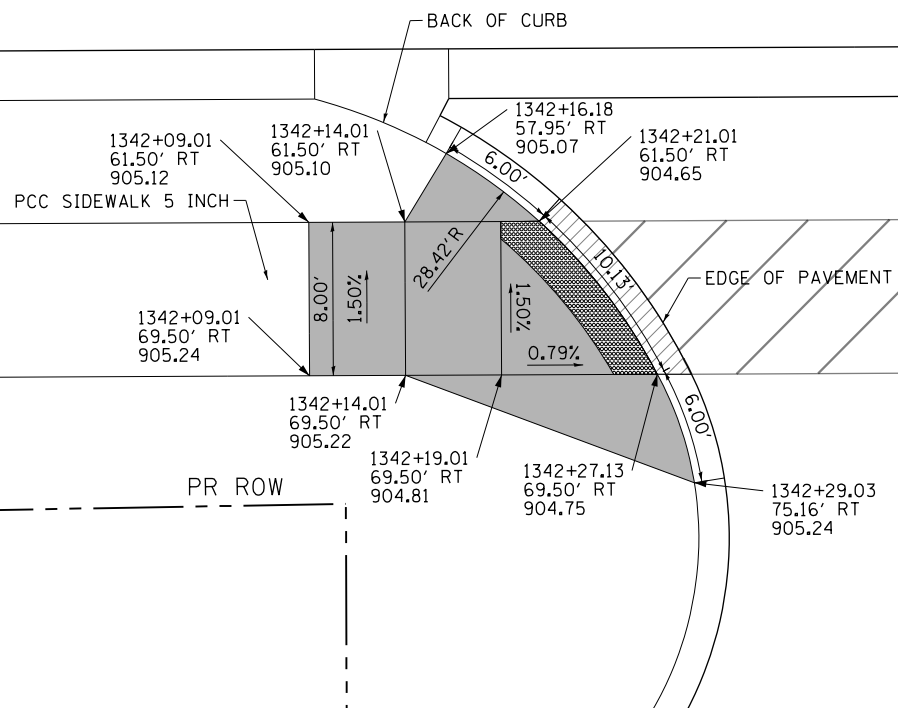 BACK OF CURB
1342+16.18
57.95' RT
905.07
1342+14.01
61.50' RT
905.10
1342+21.01
61.50' RT
904.65
1342+09.01
61.50' RT
905.12
6.00'
PCC SIDEWALK 5 INCH
28.42'R
10.13'
EDGE OF PAVEMENT
8.00'
1.50%
1.50%
1342+09.01
69.50' RT
905.24
0.79%
6.00'
1342+14.01
69.50' RT
905.22
1342+19.01
69.50' RT
904.81
1342+27.13
69.50' RT
904.75
1342+29.03
75.16' RT
905.24
PR ROW